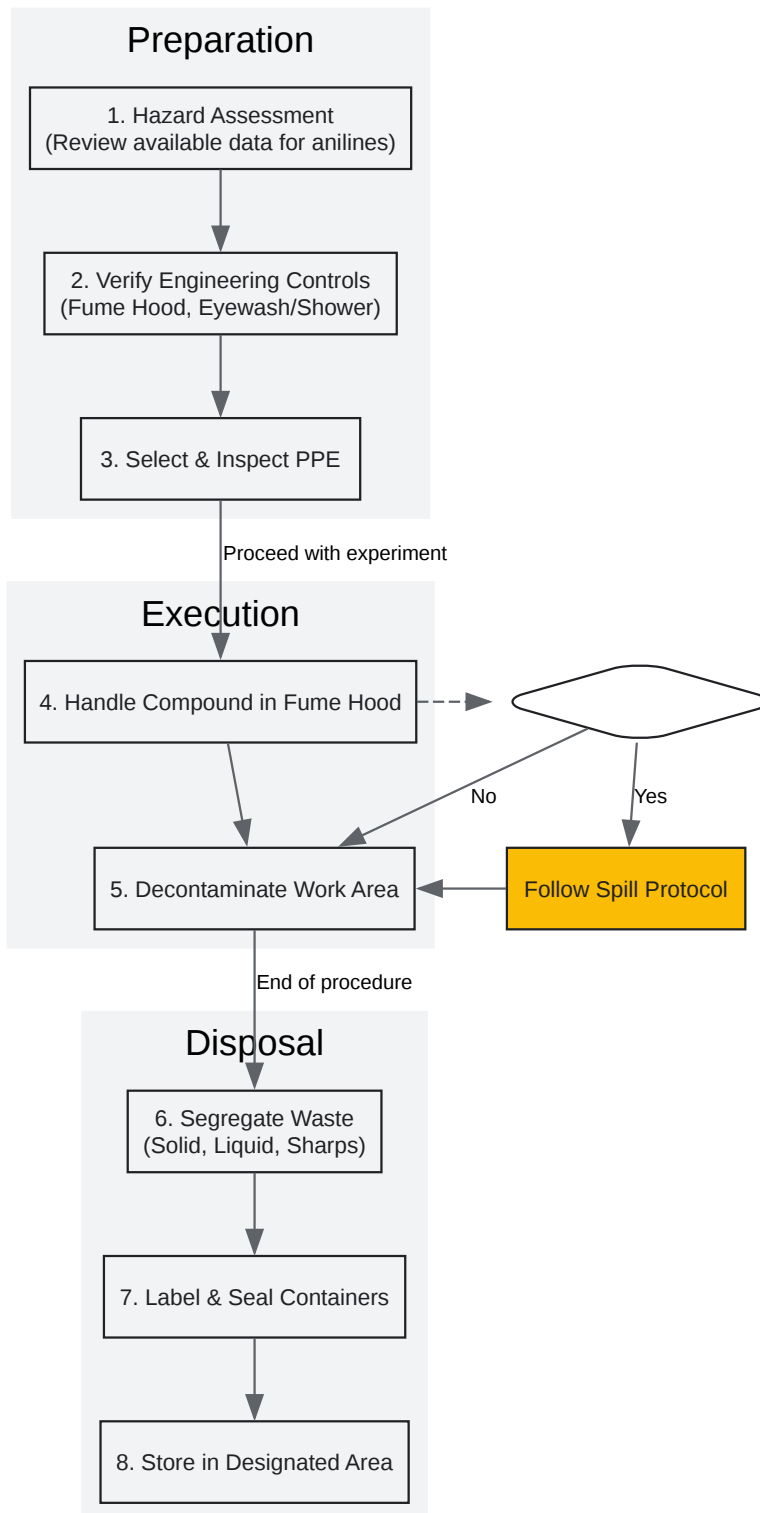 Preparation
1. Hazard Assessment
(Review available data for anilines)
2. Verify Engineering Controls
(Fume Hood, Eyewash/Shower)
3. Select & Inspect PPE
Proceed with experiment
Execution
4. Handle Compound in Fume Hood
No
Yes
5. Decontaminate Work Area
Follow Spill Protocol
End of procedure
Disposal
6. Segregate Waste
(Solid, Liquid, Sharps)
7. Label & Seal Containers
8. Store in Designated Area